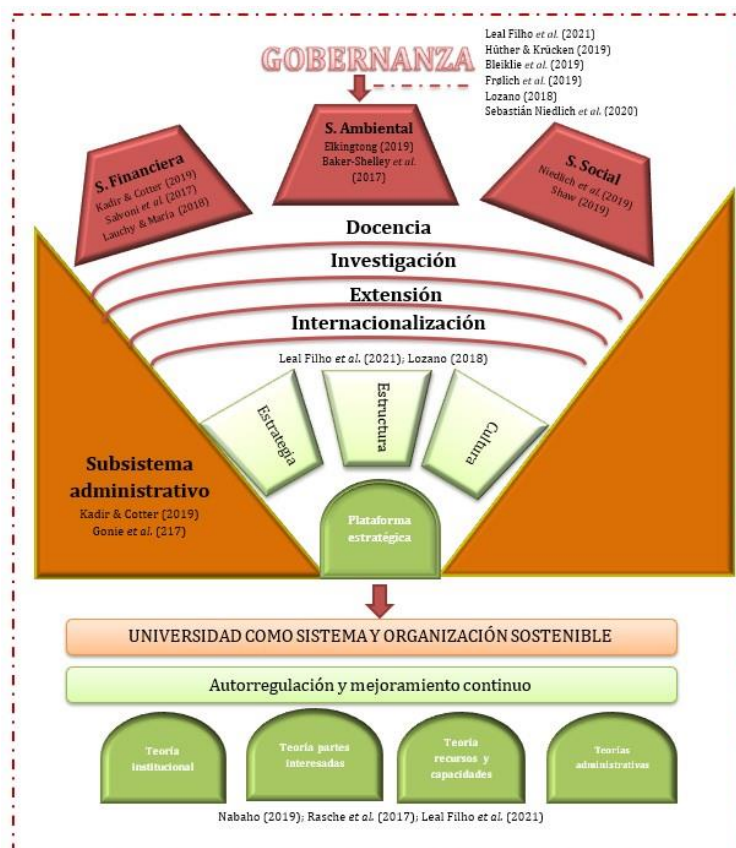 GOBERNANZA
Leal Filho et al. (2021)
Hüther & Krücken (2019)
Bleiklie et al. (2019)
Frølich et al. (2019)
Lozano (2018)
Sebastián Niedlich et al. (2020)
S. Financiera
Kadir & Cotter (2019)
Salvoni et al (2017)
Lauchy & María (2018)
S. Ambiental
Elkingtong (2019)
Baker-Shelley et al.
(2017)
S. Social
Niedlich et al. (2019)
Shaw (2019)
Docencia
Investigación
Extensión
Internacionalización
Leal Filho et al. (2021); Lozano (2018)
Estrategia
Estructura
Cultura
Subsistema
administrativo
Kadir & Cotter (2019)
Gonie et al. (217)
Plataforma
estratégica
UNIVERSIDAD COMO SISTEMA Y ORGANIZACIÓN SOSTENIBLE
Autorregulación y mejoramiento continuo
Teoría
institucional
Teoría partes
interesadas
Teoría
recursos y
capacidades
Teorías
administrativas
Nabaho (2019); Rasche et al. (2017); Leal Filho et al. (2021)